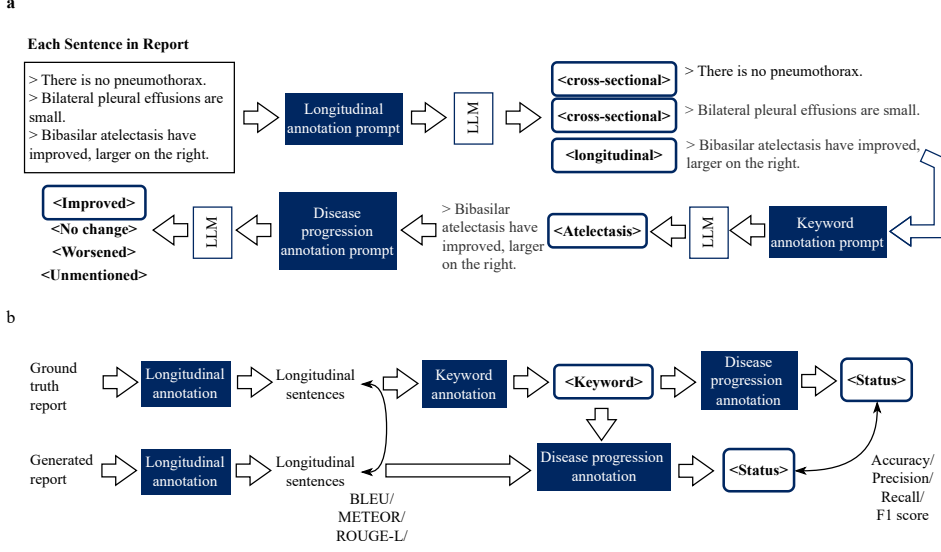 a
Each Sentence in Report
> There is no pneumothorax.
> Bilateral pleural effusions are
small.
> Bibasilar atelectasis have
improved, larger on the right.
Longitudinal
annotation prompt
LLM
<cross-sectional>
> There is no pneumothorax.
<cross-sectional>
> Bilateral pleural effusions are small.
<longitudinal>
> Bibasilar atelectasis have improved,
larger on the right.
Keyword
annotation prompt
LLM
<Atelectasis>
> Bibasilar
atelectasis have
improved, larger
on the right.
Disease
progression
annotation prompt
LLM
<Improved>
<No change>
<Worsened>
<Unmentioned>
b
Ground
truth
report
Longitudinal
annotation
Longitudinal
sentences
Keyword
annotation
<Keyword>
Disease
progression
annotation
<Status>
Generated
report
Longitudinal
annotation
Longitudinal
sentences
BLEU/
METEOR/
ROUGE-L/
Disease progression
annotation
<Status>
Accuracy/
Precision/
Recall/
F1 score